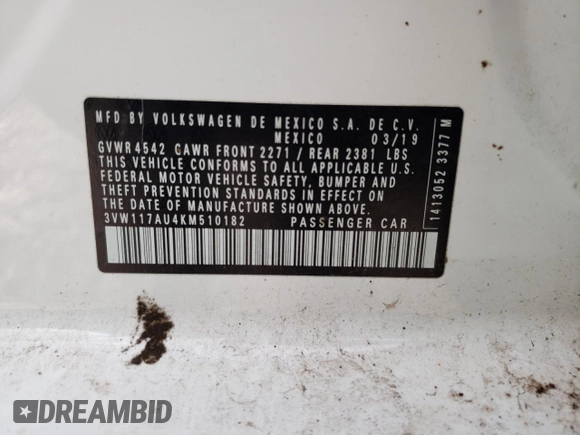 MFD BY VOLKSWAGEN DE MEXICO S.A. DE C.V.
MEXICO 03/19
GVWR 4542 GAWR FRONT 2271 / REAR 2381 LBS
THIS VEHICLE CONFORMS TO ALL APPLICABLE U.S.
FEDERAL MOTOR VEHICLE SAFETY, BUMPER AND
THEFT PREVENTION STANDARDS IN EFFECT ON
THE DATE OF MANUFACTURE SHOWN ABOVE.
3VW117AU4KM510182 PASSENGER CAR
1413052 3377 M
DREAMBID